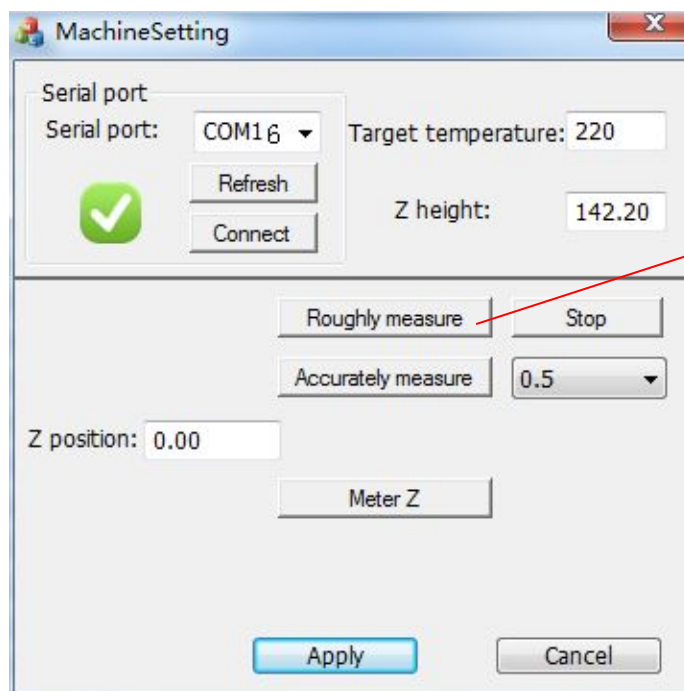 MachineSetting
Serial port
Serial port: COM16
Target temperature: 220
Refresh
Z height: 142.20
Connect
Roughly measure Stop
Accurately measure 0.5
Z position: 0.00
Meter Z
Apply Cancel